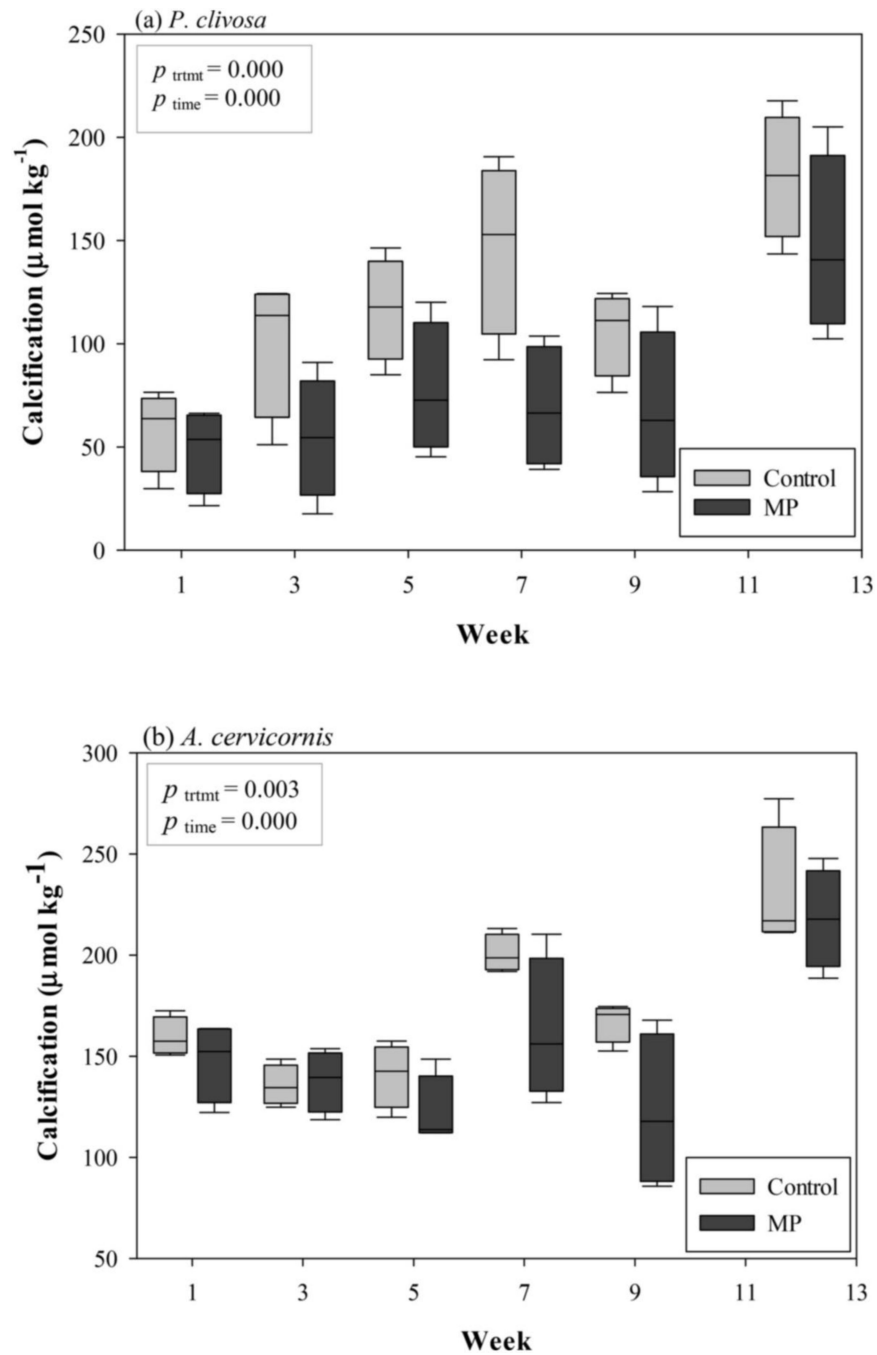 (a) P. clivosa
250
200
150
100
50
0
p trtmt = 0.000
p time = 0.000
Calcification (μmol kg⁻¹)
Control
MP
1 3 5 7 9 11 13
Week
(b) A. cervicornis
300
250
200
150
100
50
p trtmt = 0.003
p time = 0.000
Calcification (μmol kg⁻¹)
Control
MP
1 3 5 7 9 11 13
Week